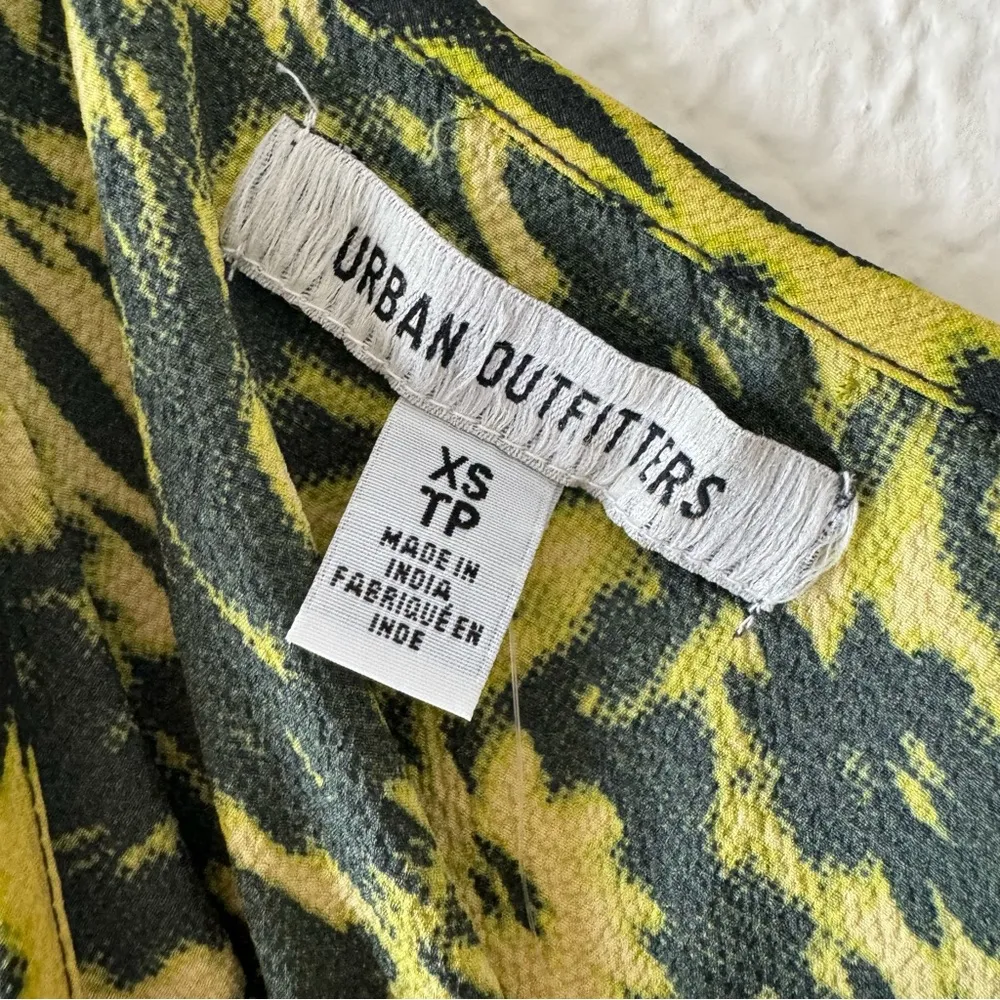 URBAN OUTFITTERS
XS
TP
MADE IN
INDIA
FABRIQUÉ EN
INDE